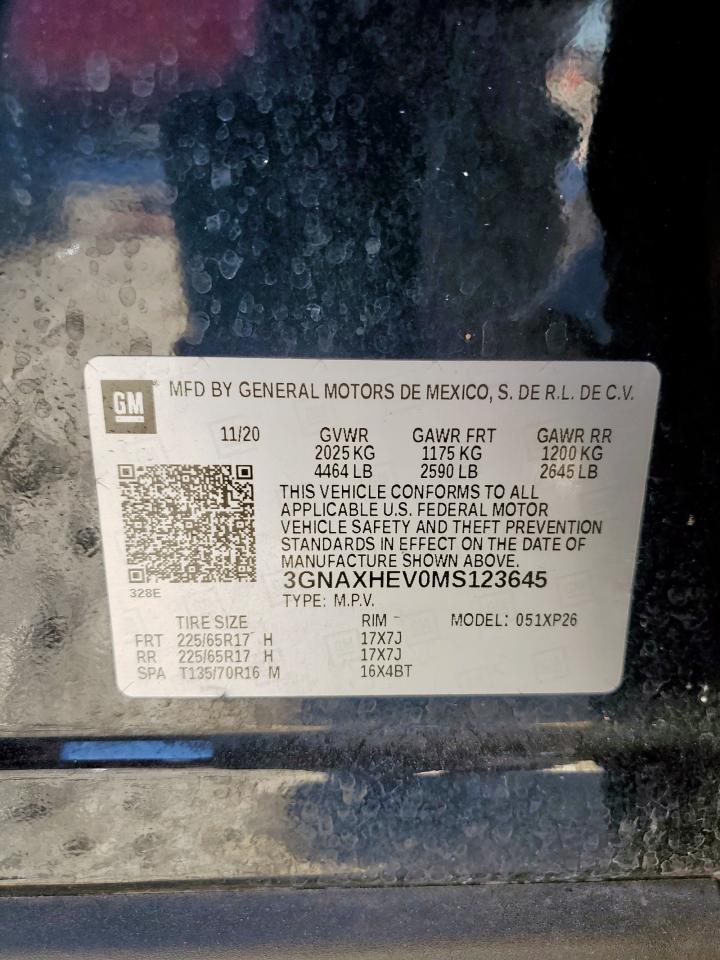 GM
MFD BY GENERAL MOTORS DE MEXICO, S. DE R.L. DE C.V.
11/20 GVWR GAWR FRT GAWR RR
2025 KG 1175 KG 1200 KG
4464 LB 2590 LB 2645 LB
THIS VEHICLE CONFORMS TO ALL
APPLICABLE U.S. FEDERAL MOTOR
VEHICLE SAFETY AND THEFT PREVENTION
STANDARDS IN EFFECT ON THE DATE OF
MANUFACTURE SHOWN ABOVE.
3GNAXHEV0MS123645
328E
TYPE: M.P.V.
TIRE SIZE RIM MODEL: 051XP26
FRT 225/65R17 H 17X7J
RR 225/65R17 H 17X7J
SPA T135/70R16 M 16X4BT